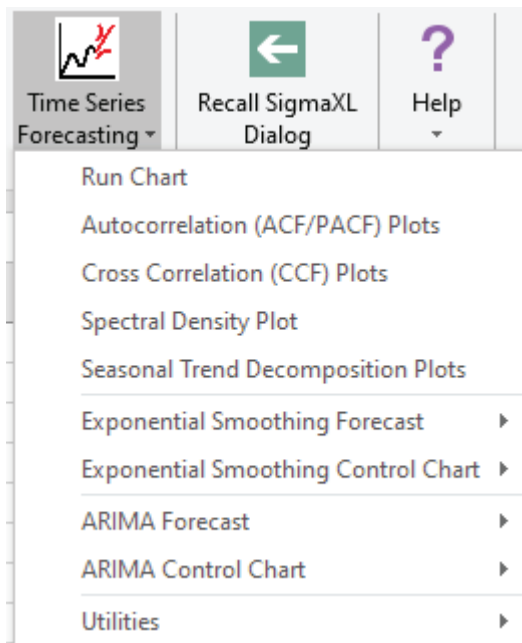 Time Series
Forecasting
Recall SigmaXL
Dialog
Help
Run Chart
Autocorrelation (ACF/PACF) Plots
Cross Correlation (CCF) Plots
Spectral Density Plot
Seasonal Trend Decomposition Plots
Exponential Smoothing Forecast
Exponential Smoothing Control Chart
ARIMA Forecast
ARIMA Control Chart
Utilities